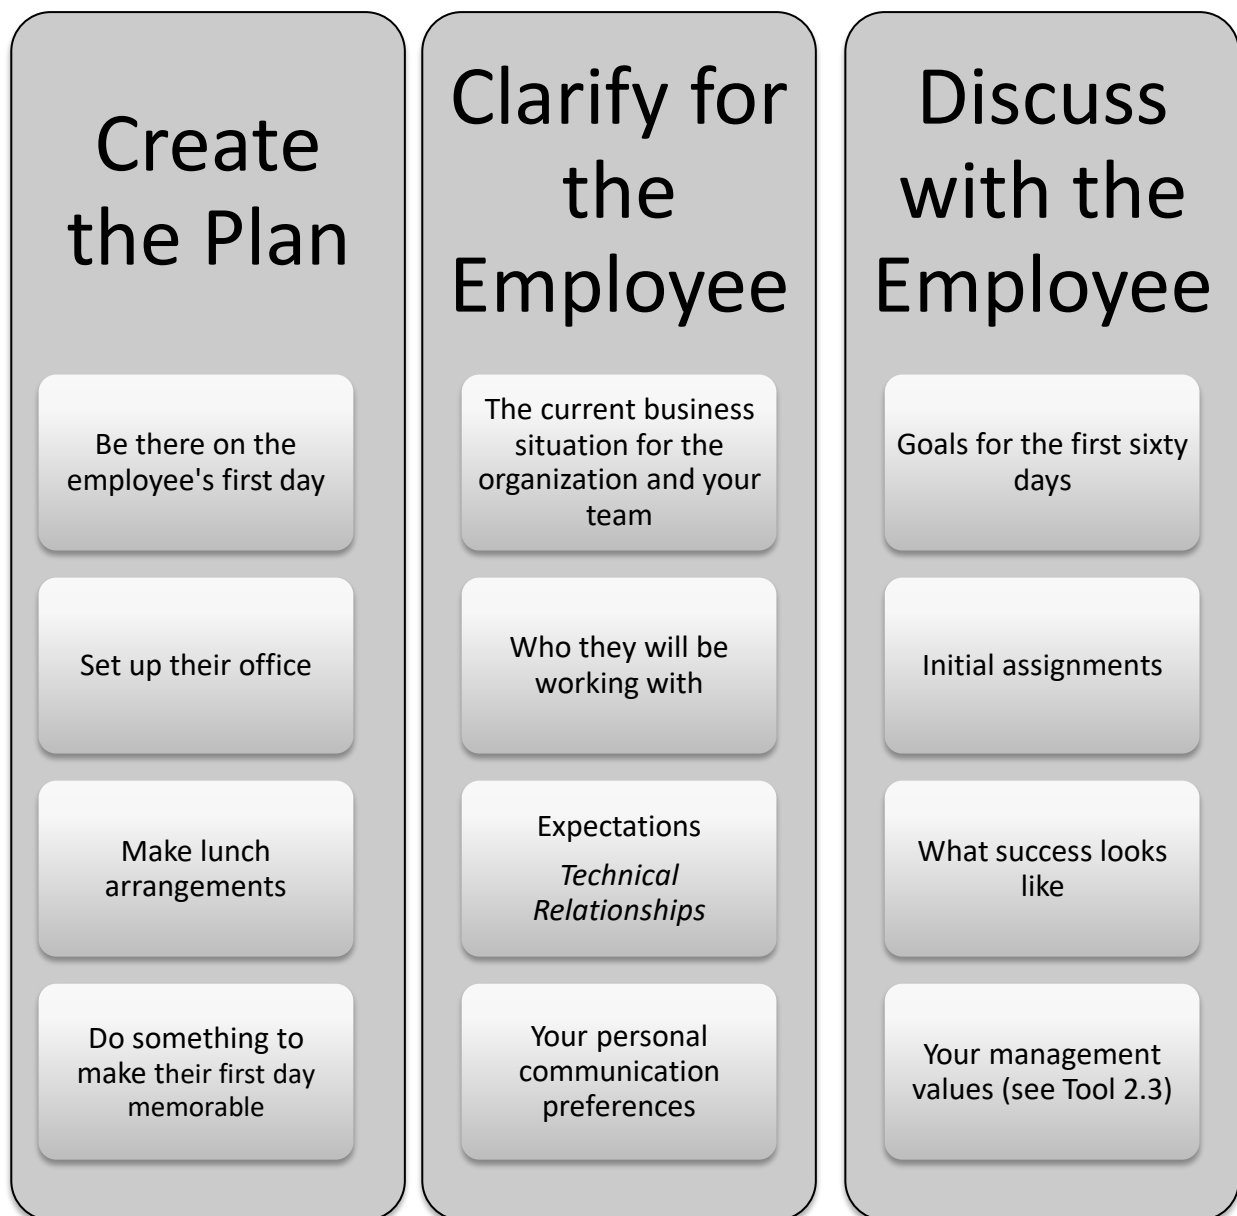 Create
the Plan
Be there on the
employee's first day
Set up their office
Make lunch
arrangements
Do something to
make their first day
memorable
Clarify for
the
Employee
The current business
situation for the
organization and your
team
Who they will be
working with
Expectations
Technical
Relationships
Your personal
communication
preferences
Discuss
with the
Employee
Goals for the first sixty
days
Initial assignments
What success looks
like
Your management
values (see Tool 2.3)